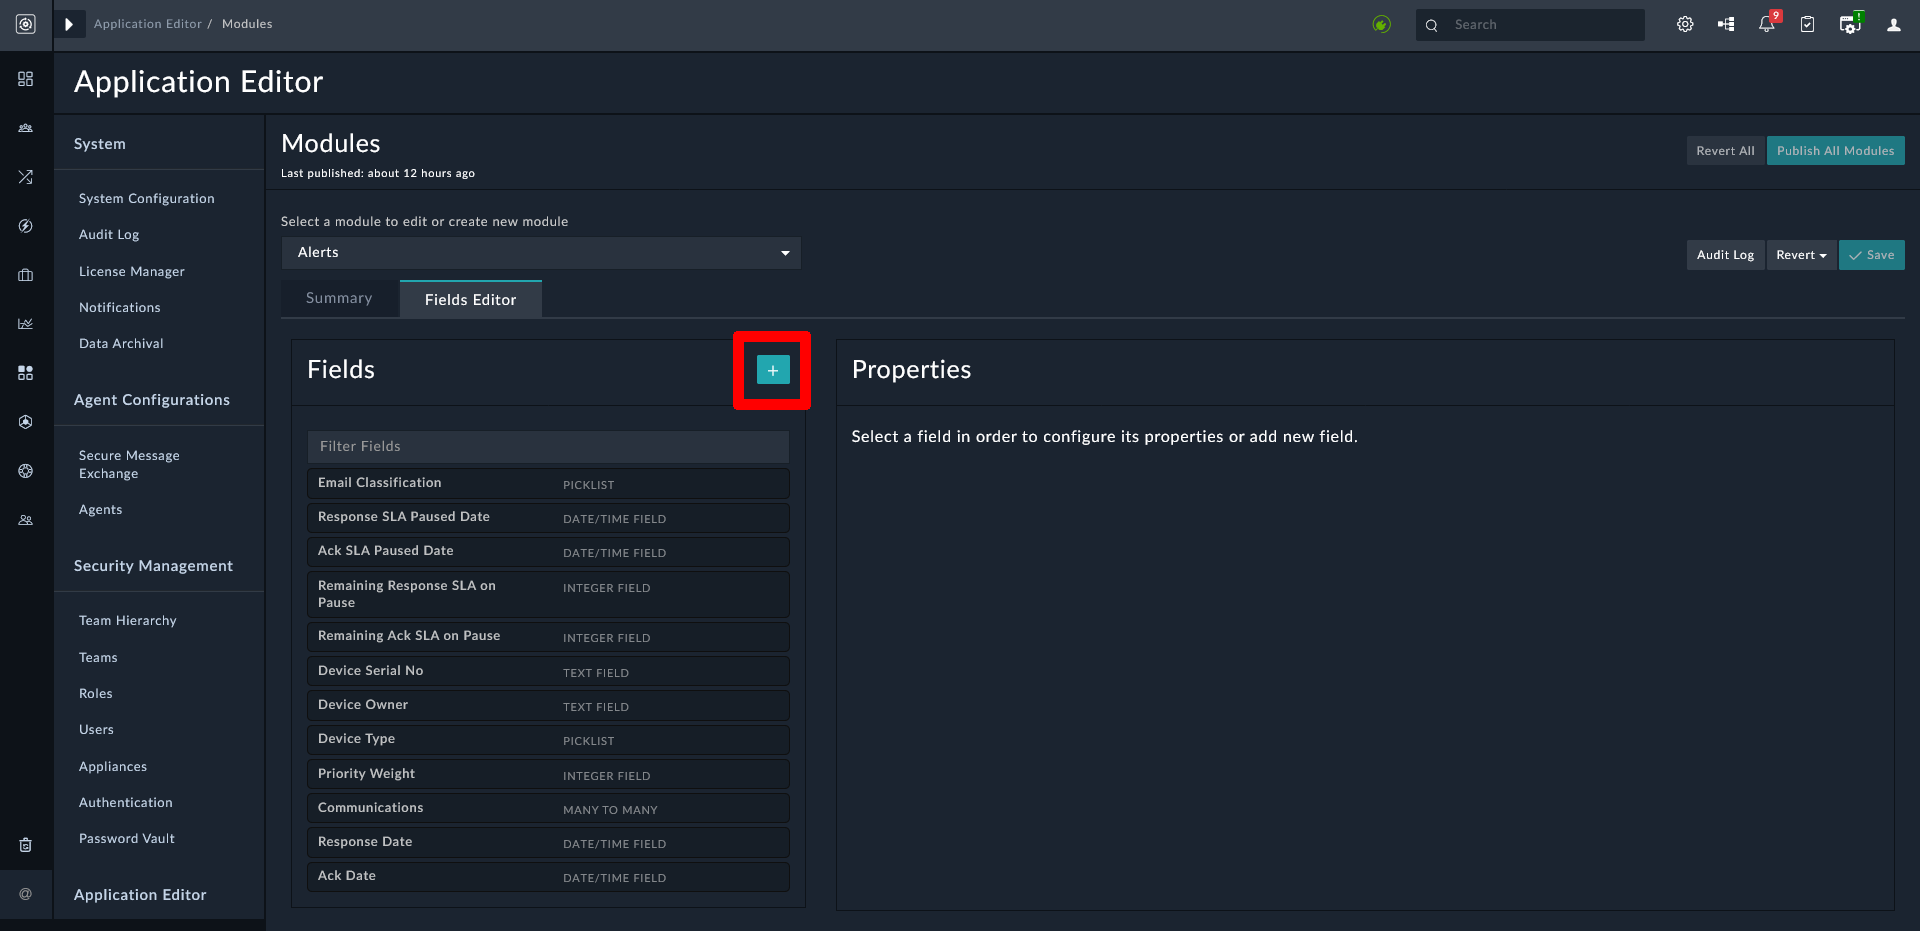 Application Editor / Modules
Search
9
!
Application Editor
System
System Configuration
Audit Log
License Manager
Notifications
Data Archival
Agent Configurations
Secure Message
Exchange
Agents
Security Management
Team Hierarchy
Teams
Roles
Users
Appliances
Authentication
Password Vault
Application Editor
@
Modules
Last published: about 12 hours ago
Revert All
Publish All Modules
Select a module to edit or create new module
Alerts
Audit Log
Revert
Save
Summary
Fields Editor
Fields
+
Filter Fields
Email Classification PICKLIST
Response SLA Paused Date DATE/TIME FIELD
Ack SLA Paused Date DATE/TIME FIELD
Remaining Response SLA on INTEGER FIELD
Pause
Remaining Ack SLA on Pause INTEGER FIELD
Device Serial No TEXT FIELD
Device Owner TEXT FIELD
Device Type PICKLIST
Priority Weight INTEGER FIELD
Communications MANY TO MANY
Response Date DATE/TIME FIELD
Ack Date DATE/TIME FIELD
Properties
Select a field in order to configure its properties or add new field.